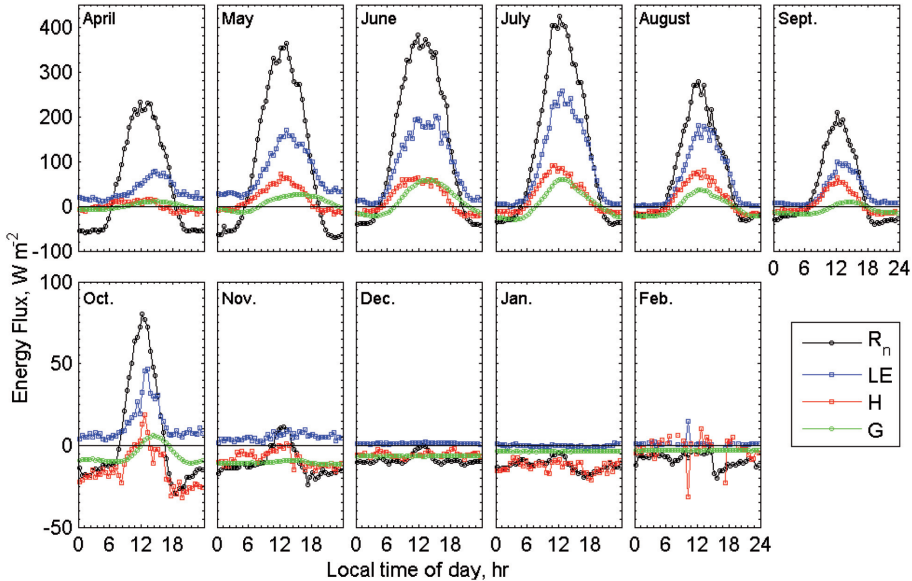 April May June July August Sept.
400
300
200
100
0
-100
0 6 12 18 24
Energy Flux, W m⁻²
Oct. Nov. Dec. Jan. Feb.
100
50
0
-50
0 6 12 18 0 6 12 18 0 6 12 18 0 6 12 18 0 6 12 18 24
Local time of day, hr
Rₙ
LE
H
G